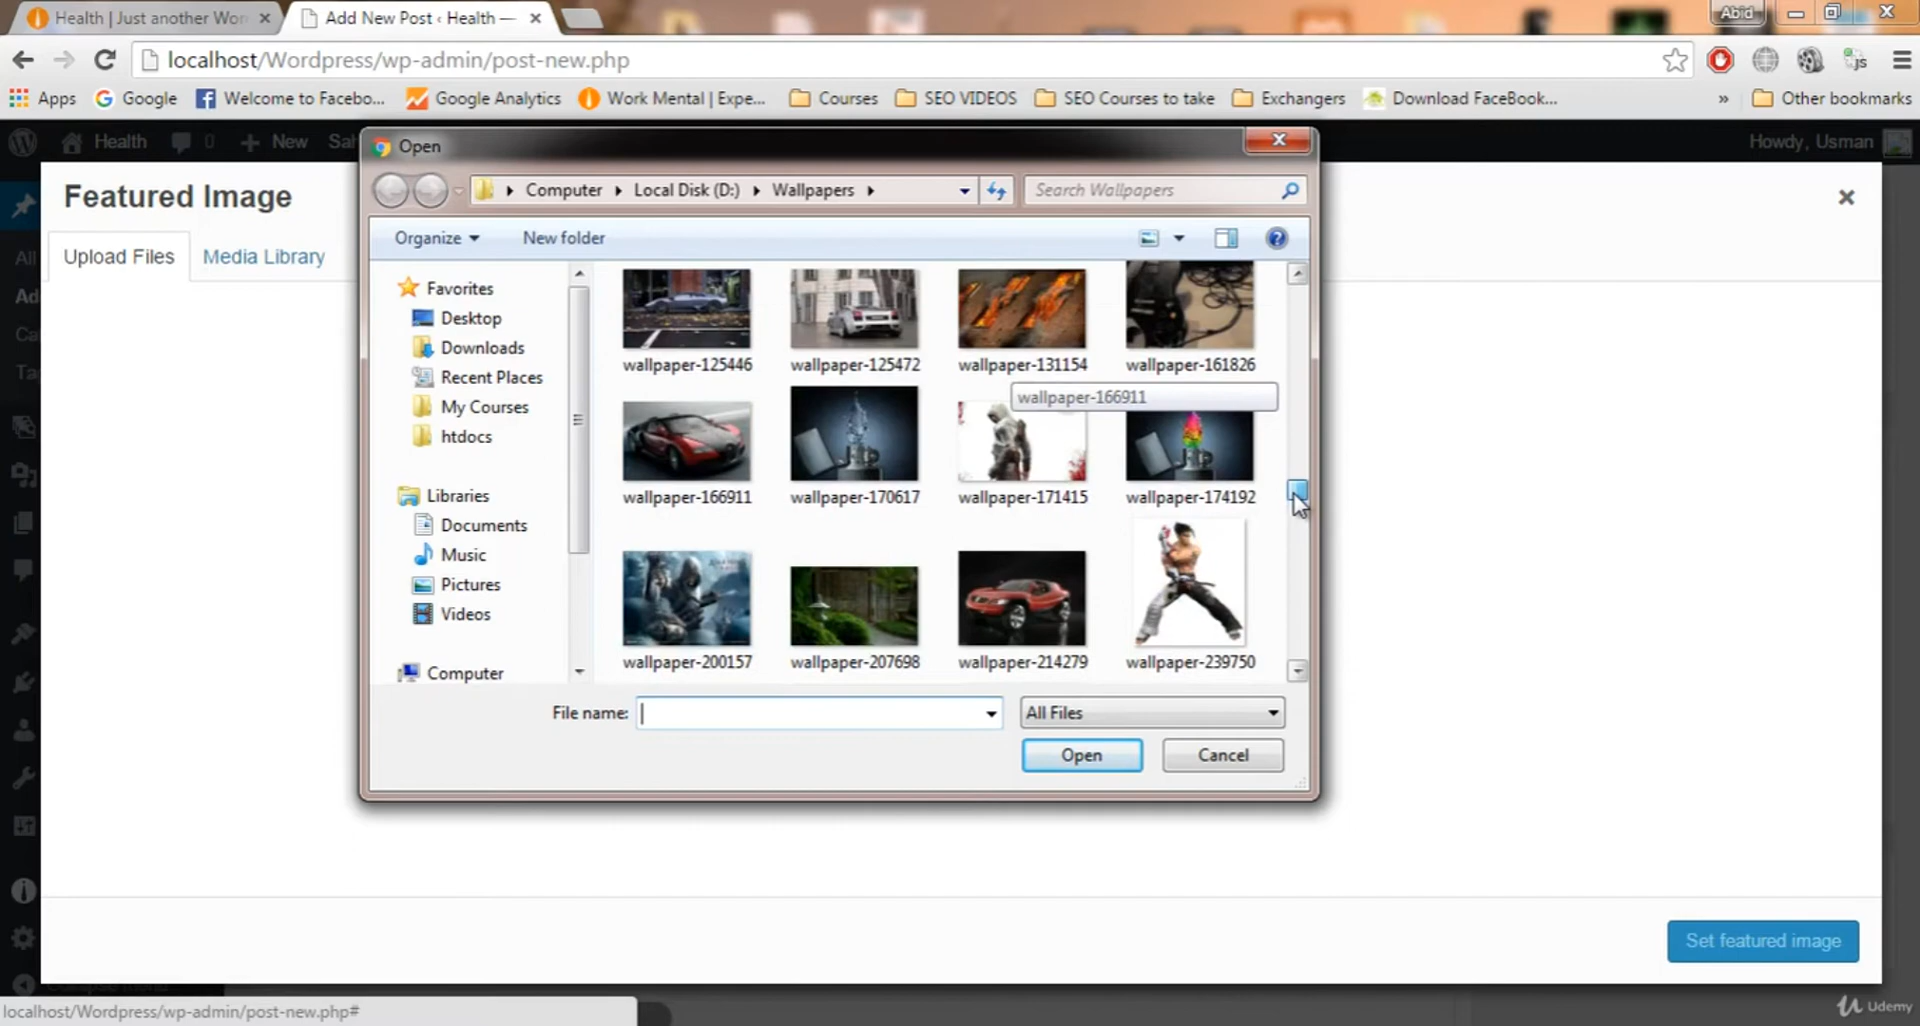 Health | Just another Wor
Add New Post ‹ Health —
Abid
localhost/Wordpress/wp-admin/post-new.php
js
Apps
Google
Welcome to Facebo...
Google Analytics
Work Mental | Expe...
Courses
SEO VIDEOS
SEO Courses to take
Exchangers
Download FaceBook...
»
Other bookmarks
Health
0
New
Howdy, Usman
Open
Featured Image
Computer
Local Disk (D:)
Wallpapers
Search Wallpapers
Upload Files
Media Library
Organize
New folder
Favorites
Desktop
Downloads
Recent Places
My Courses
htdocs
Libraries
Documents
Music
Pictures
Videos
Computer
wallpaper-125446
wallpaper-125472
wallpaper-131154
wallpaper-161826
wallpaper-166911
wallpaper-166911
wallpaper-170617
wallpaper-171415
wallpaper-174192
wallpaper-200157
wallpaper-207698
wallpaper-214279
wallpaper-239750
File name:
All Files
Open
Cancel
Set featured image
localhost/Wordpress/wp-admin/post-new.php#
Udemy